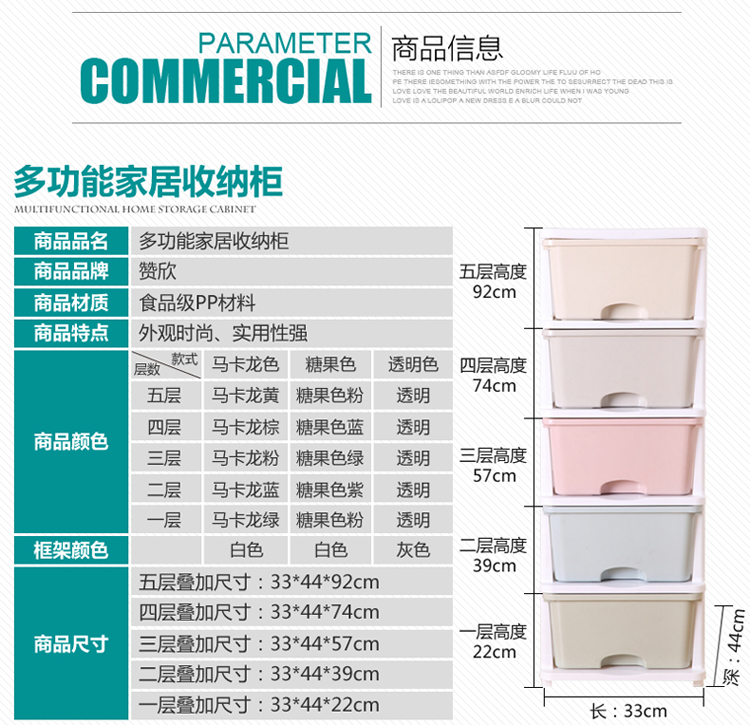 PARAMETER
COMMERCIAL
商品信息
THERE IS ONE THING THAN ASFDF GLOOMY LIFE FLUU OF HO
PE THERE IESOMETHING WITH THE POWER THE TO SESURRECT THE DEAD THIS IS
LOVE LOVE THE BEAUTIFUL WORLD ENRICH LIFE WHEN I WAS YOUNG
LOVE IS A LOLIPOP A NEW DRESS E A BLUR COULD NOT
多功能家居收纳柜
MULTIFUNCTIONAL HOME STORAGE CABINET
商品品名 多功能家居收纳柜
商品品牌 赞欣
商品材质 食品级PP材料
商品特点 外观时尚、实用性强
商品颜色
层数 款式 马卡龙色 糖果色 透明色
五层 马卡龙黄 糖果色粉 透明
四层 马卡龙棕 糖果色蓝 透明
三层 马卡龙粉 糖果色绿 透明
二层 马卡龙蓝 糖果色紫 透明
一层 马卡龙绿 糖果色粉 透明
框架颜色 白色 白色 灰色
商品尺寸
五层叠加尺寸：33*44*92cm
四层叠加尺寸：33*44*74cm
三层叠加尺寸：33*44*57cm
二层叠加尺寸：33*44*39cm
一层叠加尺寸：33*44*22cm
五层高度
92cm
四层高度
74cm
三层高度
57cm
二层高度
39cm
一层高度
22cm
深：44cm
长：33cm